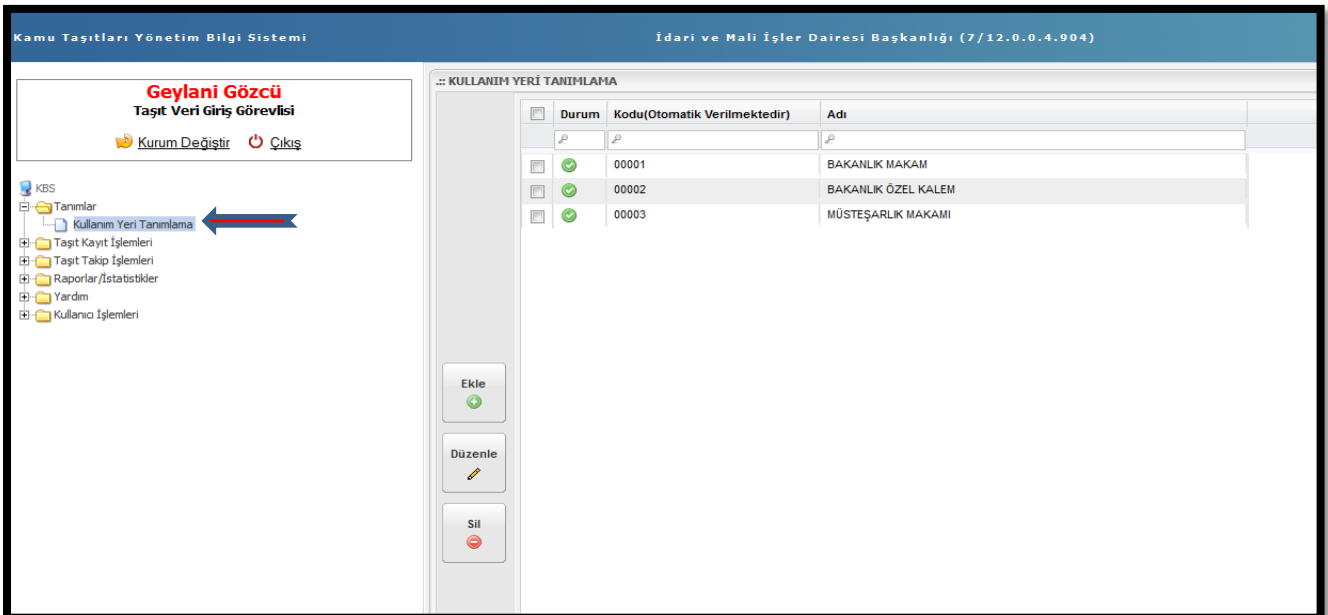 Kamu Taşıtları Yönetim Bilgi Sistemi
İdari ve Mali İşler Dairesi Başkanlığı (7/12.0.0.4.904)
Geylani Gözcü
Taşıt Veri Giriş Görevlisi
Kurum Değiştir Çıkış
KBS
Tanımlar
Kullanım Yeri Tanımlama
Taşıt Kayıt İşlemleri
Taşıt Takip İşlemleri
Raporlar/İstatistikler
Yardım
Kullanıcı İşlemleri
.:: KULLANIM YERİ TANIMLAMA
Durum Kodu(Otomatik Verilmektedir) Adı
00001 BAKANLIK MAKAM
00002 BAKANLIK ÖZEL KALEM
00003 MÜSTEŞARLIK MAKAMI
Ekle
Düzenle
Sil